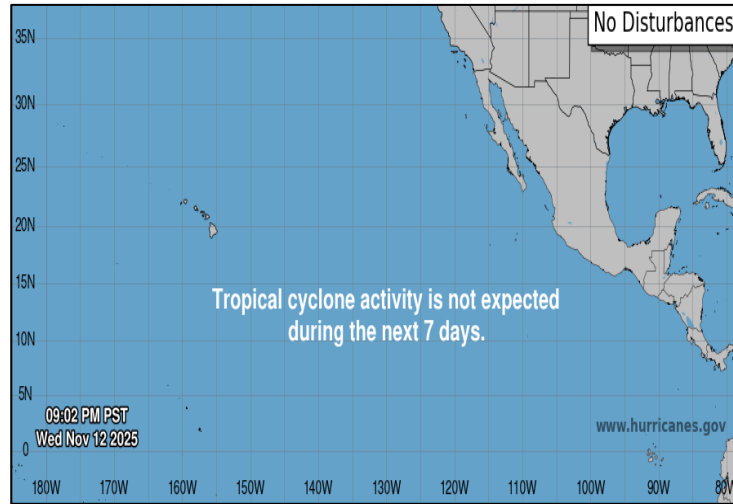 No Disturbances
35N
30N
25N
20N
15N
10N
5N
0
Tropical cyclone activity is not expected
during the next 7 days.
09:02 PM PST
Wed Nov 12 2025
www.hurricanes.gov
180W 170W 160W 150W 140W 130W 120W 110W 100W 90W 80W